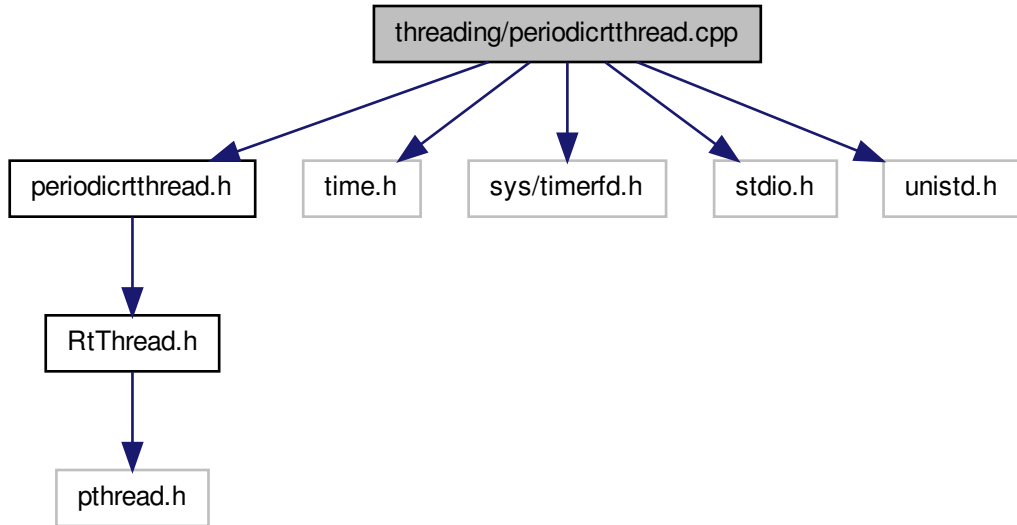 threading/periodicrtthread.cpp
periodicrtthread.h
time.h
sys/timerfd.h
stdio.h
unistd.h
RtThread.h
pthread.h